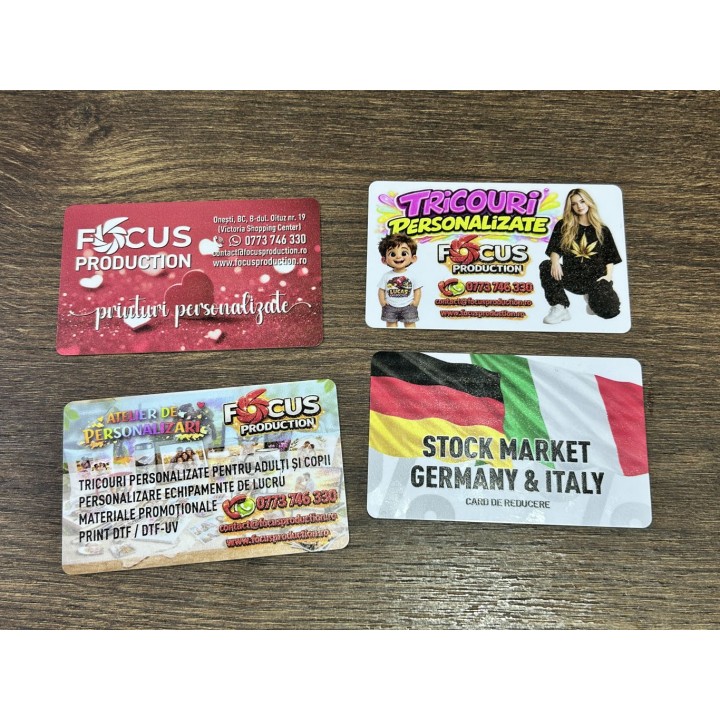 FOCUS
PRODUCTION
Onești, BC, B-dul. Oituz nr. 19
(Victoria Shopping Center)
0773 746 330
contact@focusproduction.ro
www.focusproduction.ro
printuri personalizate
TRICOURI
PERSONALIZATE
FOCUS
PRODUCTION
LUCAS
0773 746 330
contact@focusproduction.ro
www.focusproduction.ro
ATELIER DE
PERSONALIZARI
FOCUS
PRODUCTION
TRICOURI PERSONALIZATE PENTRU ADULȚI ȘI COPII
PERSONALIZARE ECHIPAMENTE DE LUCRU
MATERIALE PROMOȚIONALE
0773 746 330
PRINT DTF / DTF-UV
contact@focusproduction.ro
www.focusproduction.ro
STOCK MARKET
GERMANY & ITALY
CARD DE REDUCERE